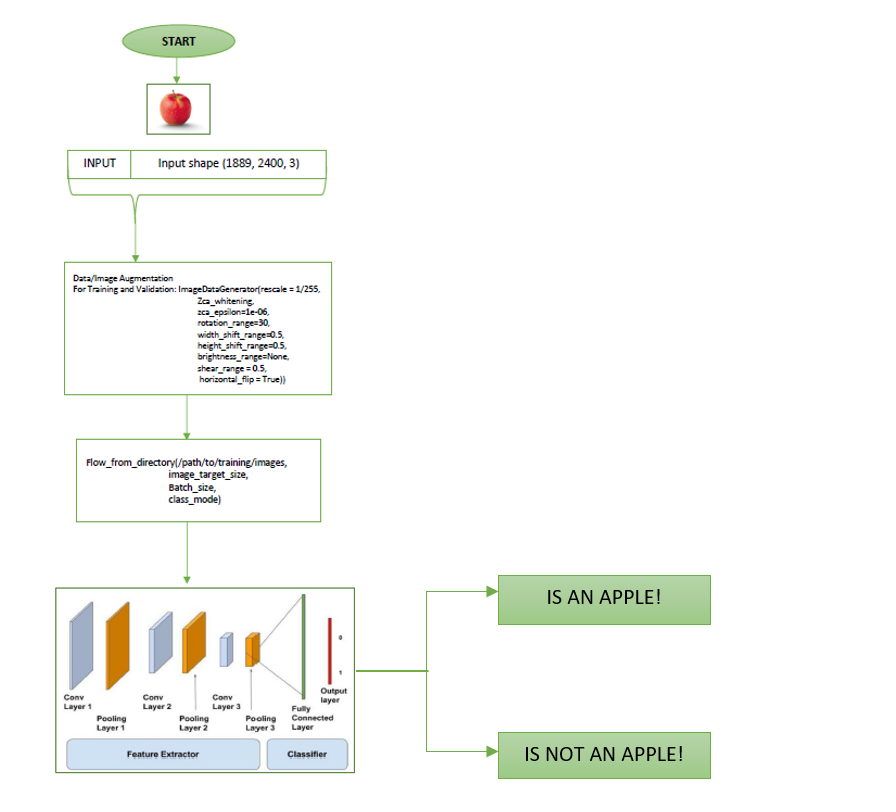 START
INPUT
Input shape (1889, 2400, 3)
Data/Image Augmentation
For Training and Validation: ImageDataGenerator(rescale = 1/255,
Zca_whitening,
zca_epsilon=1e-06,
rotation_range=30,
width_shift_range=0.5,
height_shift_range=0.5,
brightness_range=None,
shear_range = 0.5,
horizontal_flip = True))
Flow_from_directory(/path/to/training/images,
image_target_size,
Batch_size,
class_mode)
Conv
Layer 1
Pooling
Layer 1
Conv
Layer 2
Pooling
Layer 2
Conv
Layer 3
Pooling
Layer 3
Fully
Connected
Layer
Output
layer
0
1
Feature Extractor
Classifier
IS AN APPLE!
IS NOT AN APPLE!